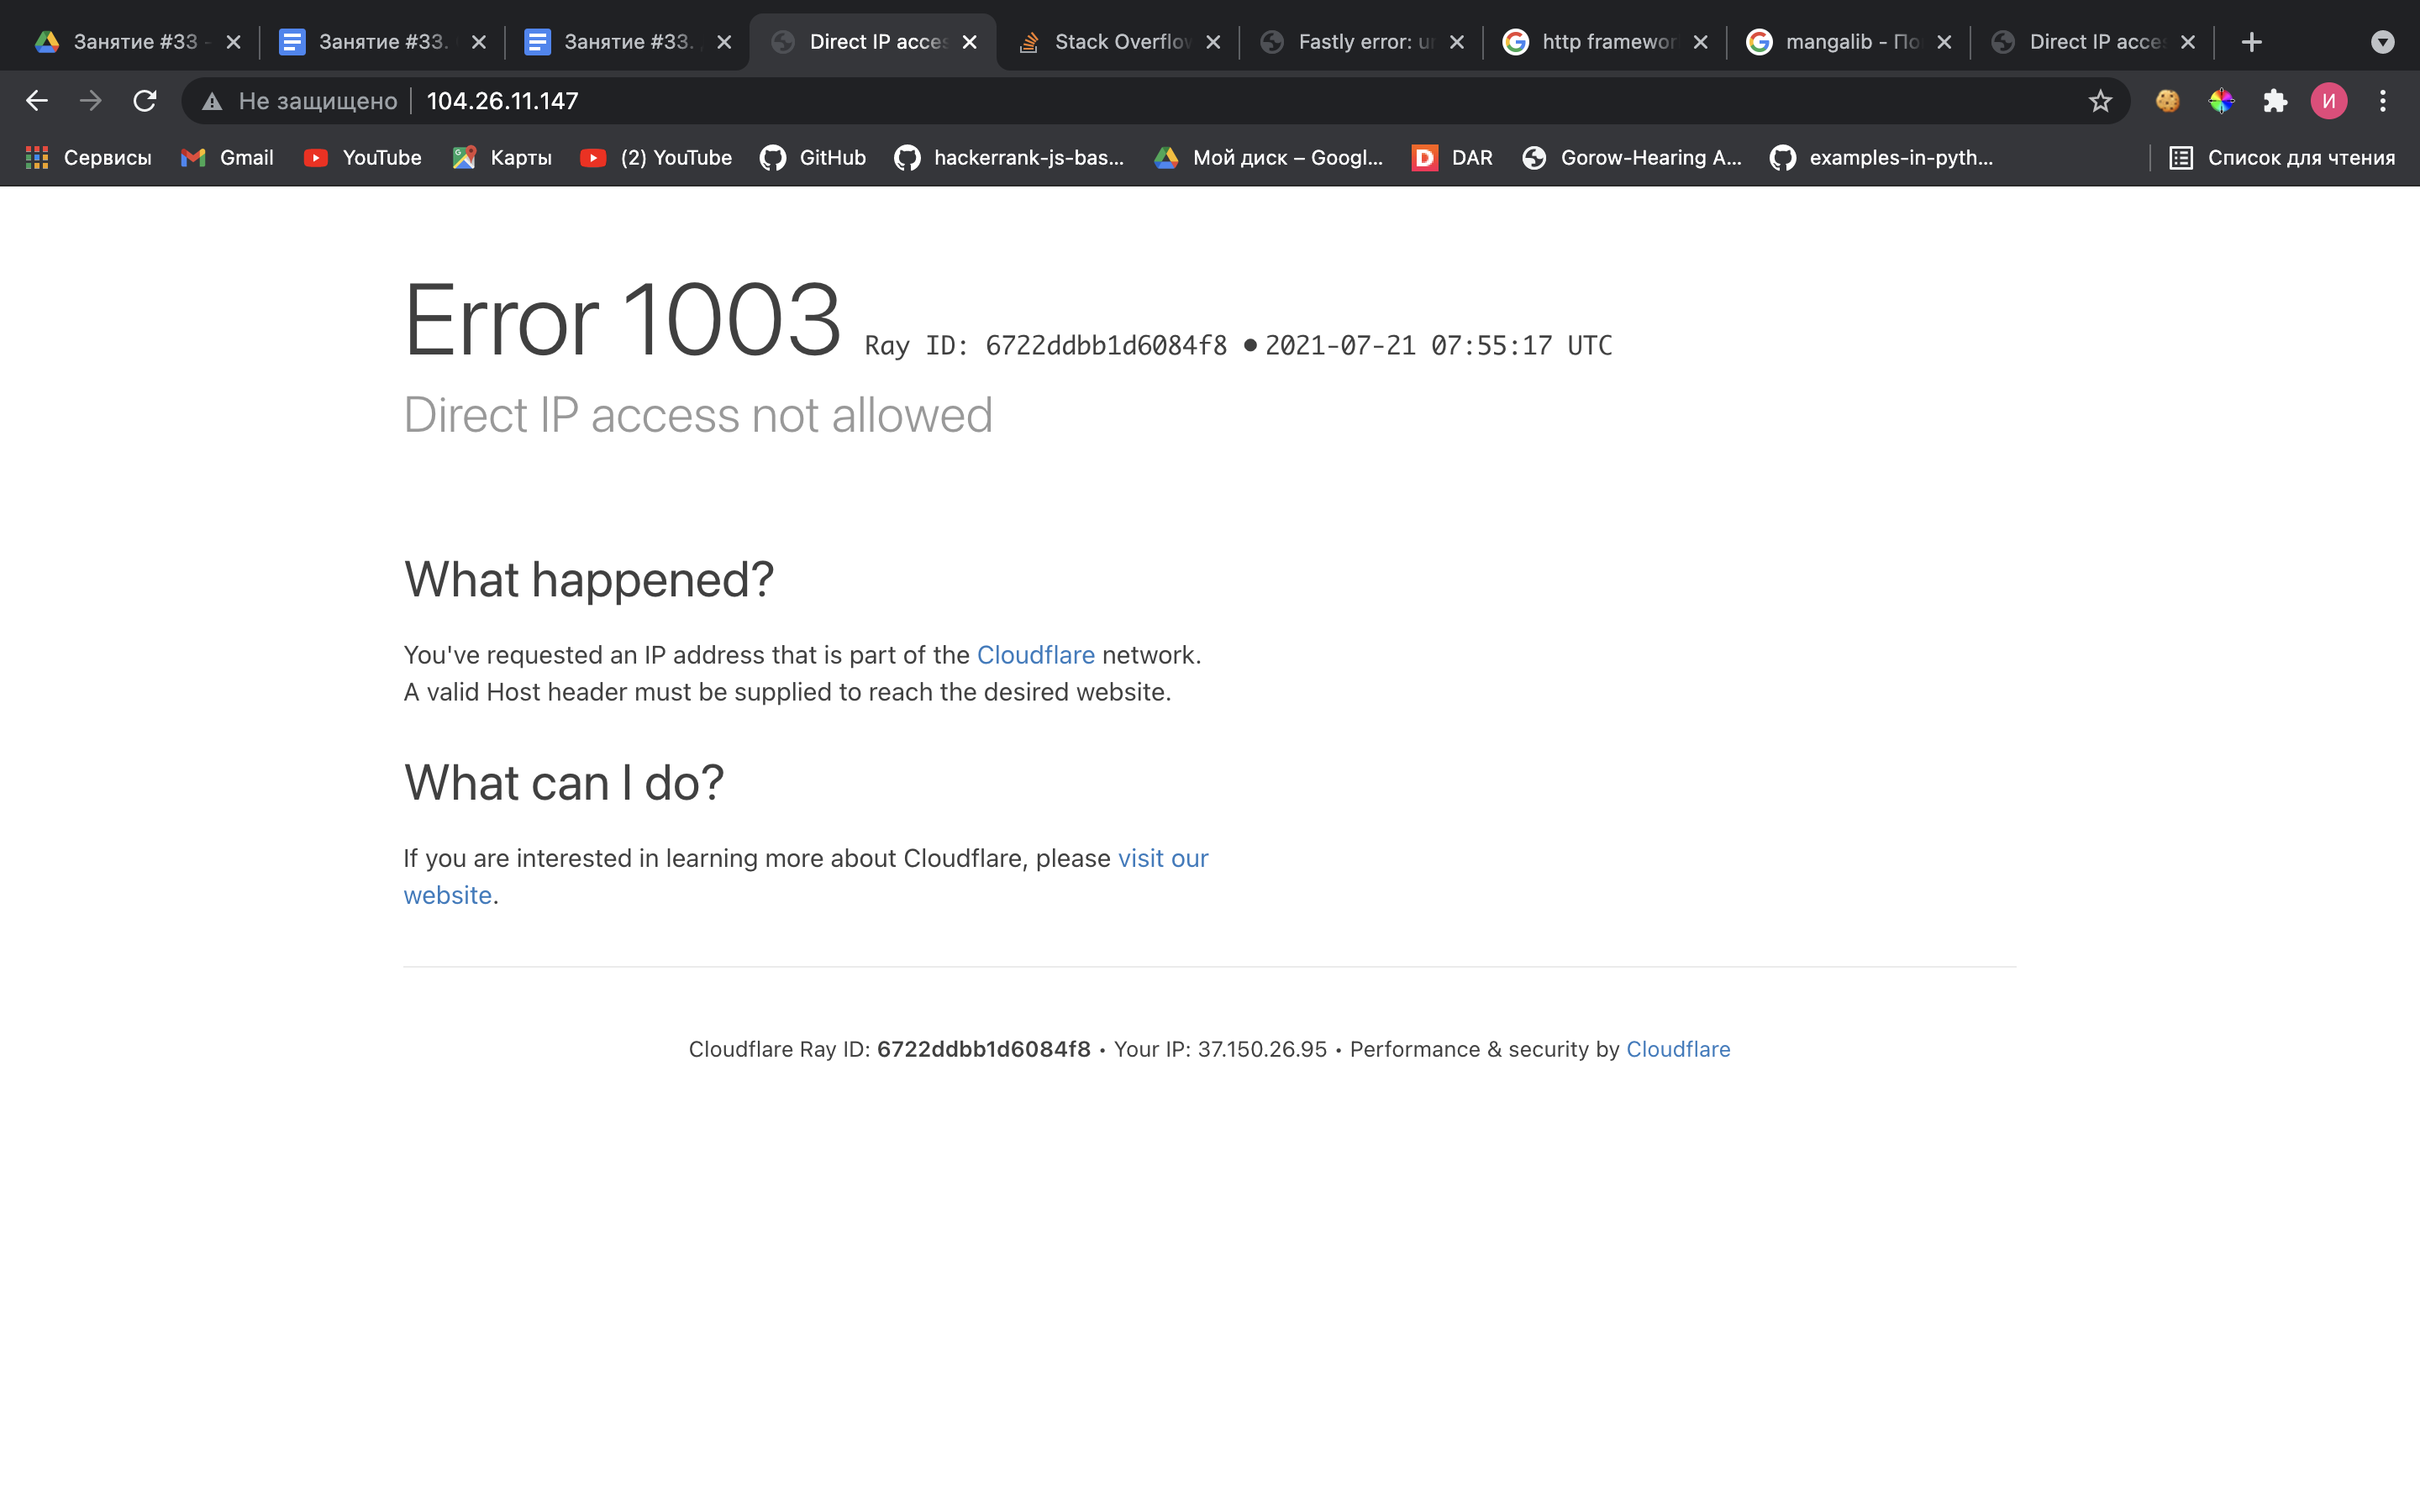 Занятие #33 -
Занятие #33.
Занятие #33.
Direct IP acces
Stack Overflow
Fastly error: un
http framewor
mangalib - По
Direct IP acces
Не защищено
104.26.11.147
И
Сервисы
Gmail
YouTube
Карты
(2) YouTube
GitHub
hackerrank-js-bas...
Мой диск – Googl...
DAR
Gorow-Hearing A...
examples-in-pyth...
Список для чтения
Error 1003 Ray ID: 6722ddbb1d6084f8 • 2021-07-21 07:55:17 UTC
Direct IP access not allowed
What happened?
You've requested an IP address that is part of the Cloudflare network.
A valid Host header must be supplied to reach the desired website.
What can I do?
If you are interested in learning more about Cloudflare, please visit our
website.
Cloudflare Ray ID: 6722ddbb1d6084f8 • Your IP: 37.150.26.95 • Performance & security by Cloudflare